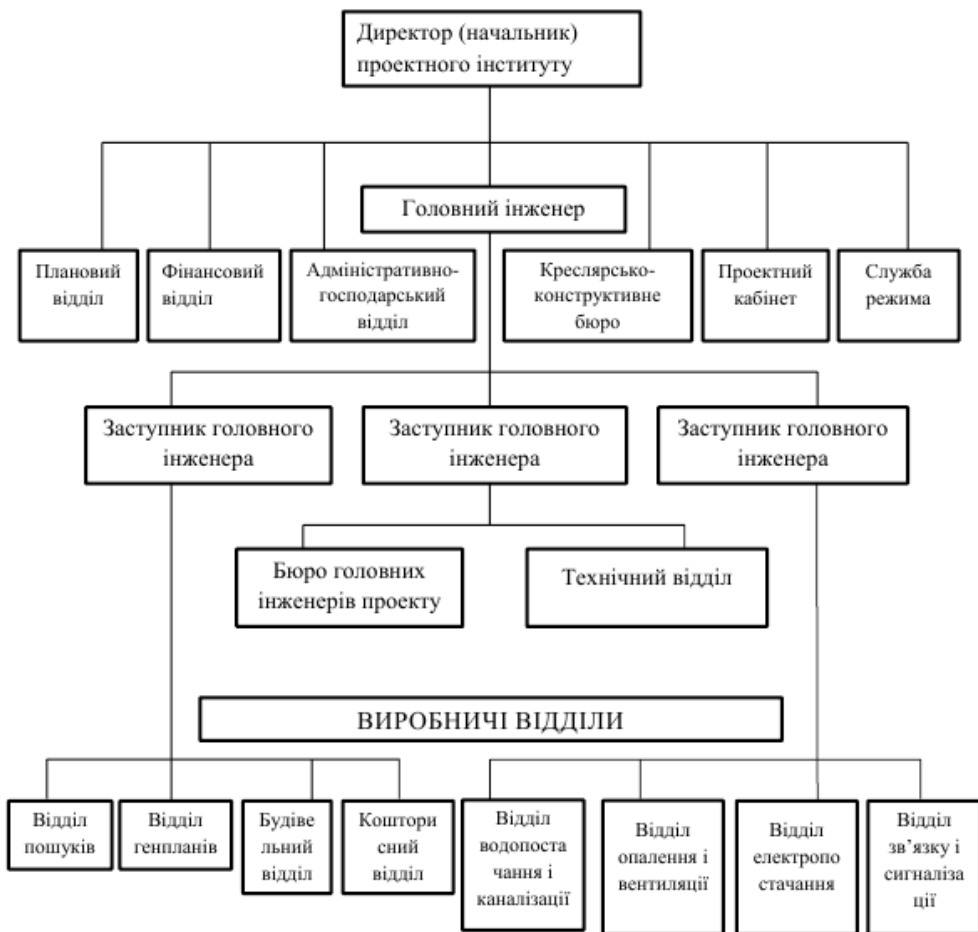 Директор (начальник)
проектного інституту
Головний інженер
Плановий
відділ
Фінансовий
відділ
Адміністративно-
господарський
відділ
Креслярсько-
конструктивне
бюро
Проектний
кабінет
Служба
режима
Заступник головного
інженера
Заступник головного
інженера
Заступник головного
інженера
Бюро головних
інженерів проекту
Технічний відділ
ВИРОБНИЧІ ВІДДІЛИ
Відділ
пошуків
Відділ
генпланів
Будіве
льний
відділ
Коштори
сний
відділ
Відділ
водопоста
чання і
каналізації
Відділ
опалення і
вентиляції
Відділ
електропо
стачання
Відділ
зв’язку і
сигналіза
ції